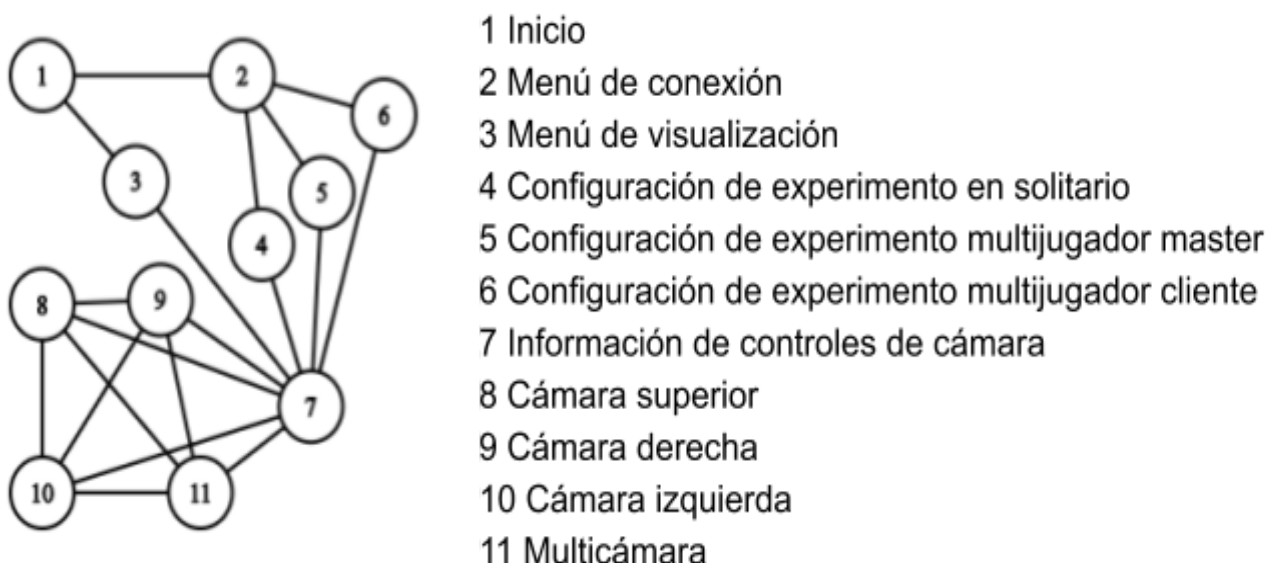 1
2
6
3
5
4
8
9
7
10
11
1 Inicio
2 Menú de conexión
3 Menú de visualización
4 Configuración de experimento en solitario
5 Configuración de experimento multijugador master
6 Configuración de experimento multijugador cliente
7 Información de controles de cámara
8 Cámara superior
9 Cámara derecha
10 Cámara izquierda
11 Multicámara